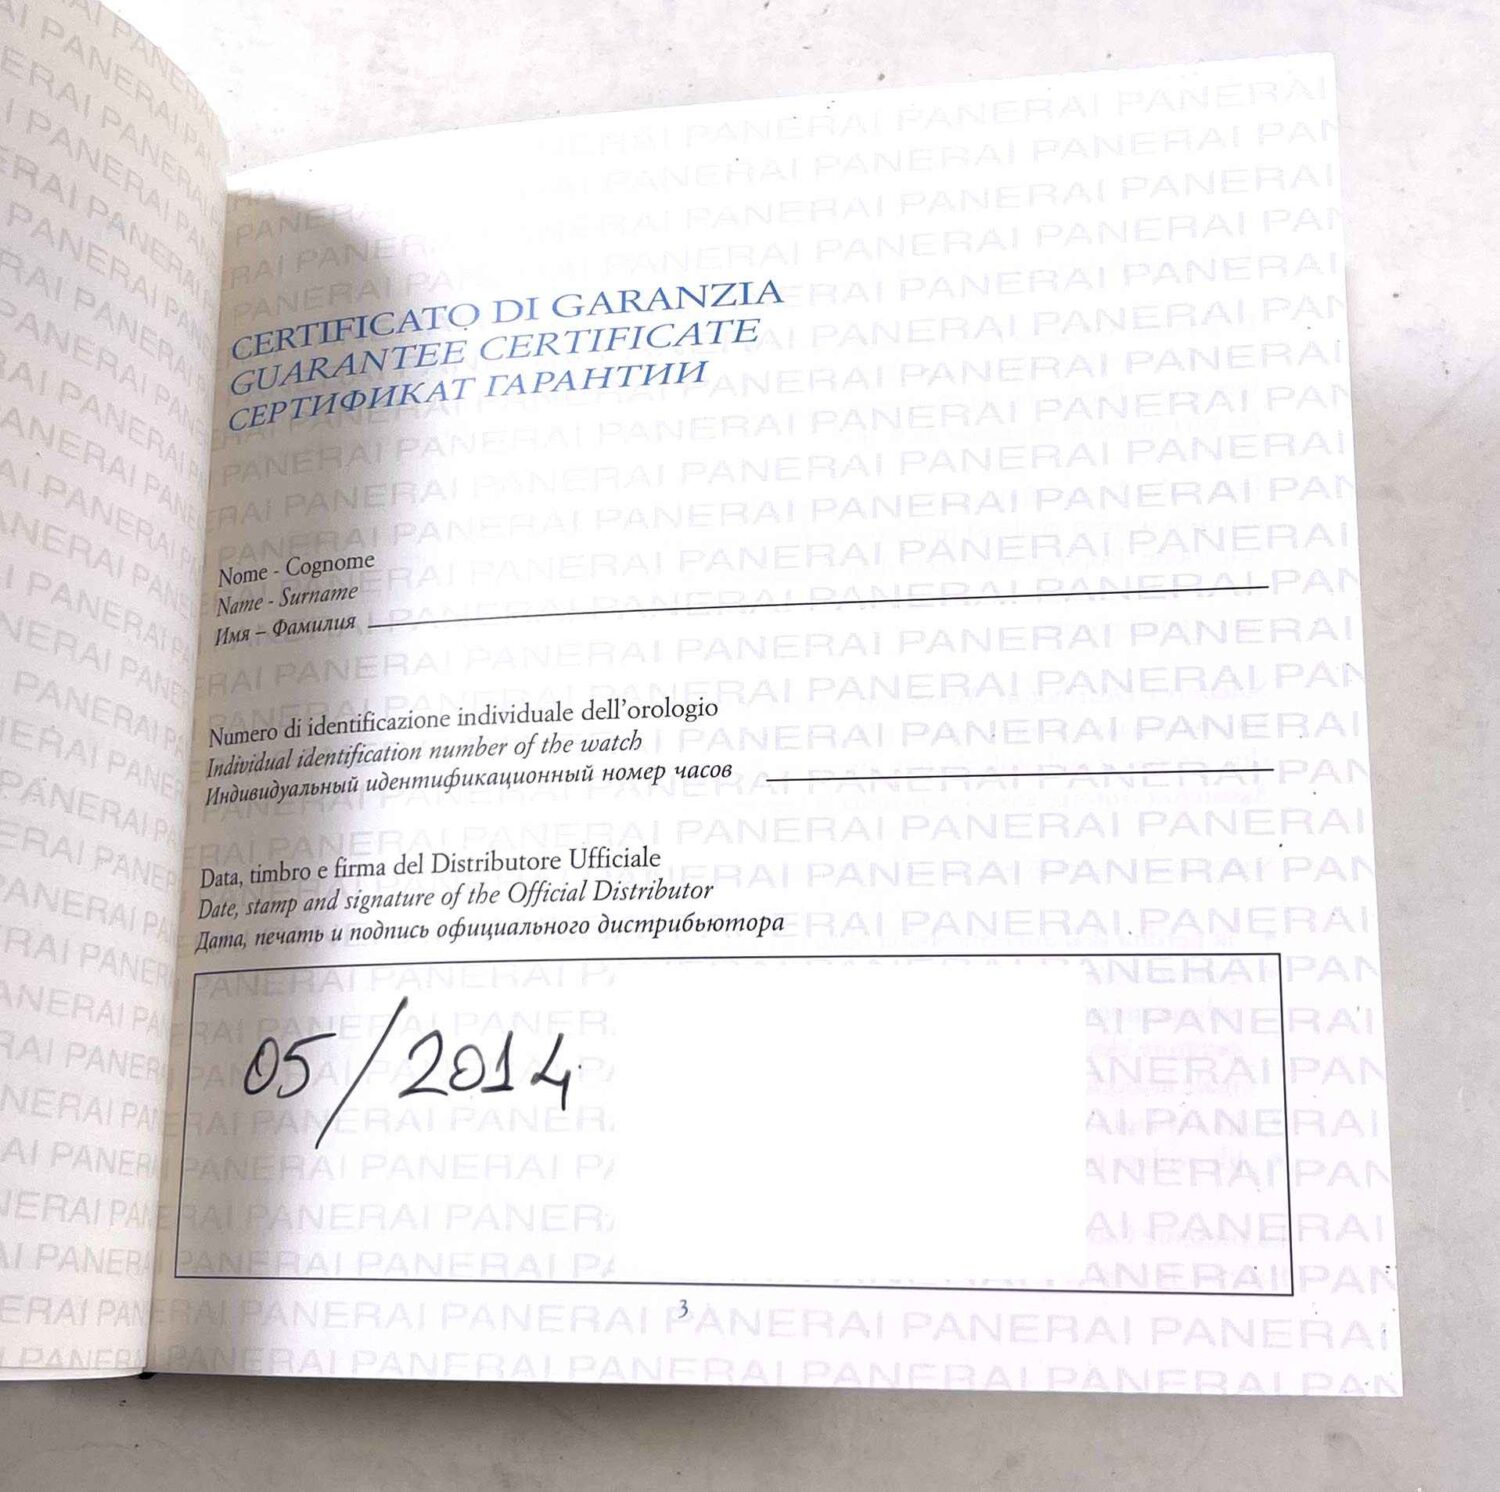 CERTIFICATO DI GARANZIA
GUARANTEE CERTIFICATE
СЕРТИФИКАТ ГАРАНТИИ
Nome - Cognome
Name - Surname
Имя – Фамилия
Numero di identificazione individuale dell'orologio
Individual identification number of the watch
Индивидуальный идентификационный номер часов
Data, timbro e firma del Distributore Ufficiale
Date, stamp and signature of the Official Distributor
Дата, печать и подпись официального дистрибьютора
05/2014
3